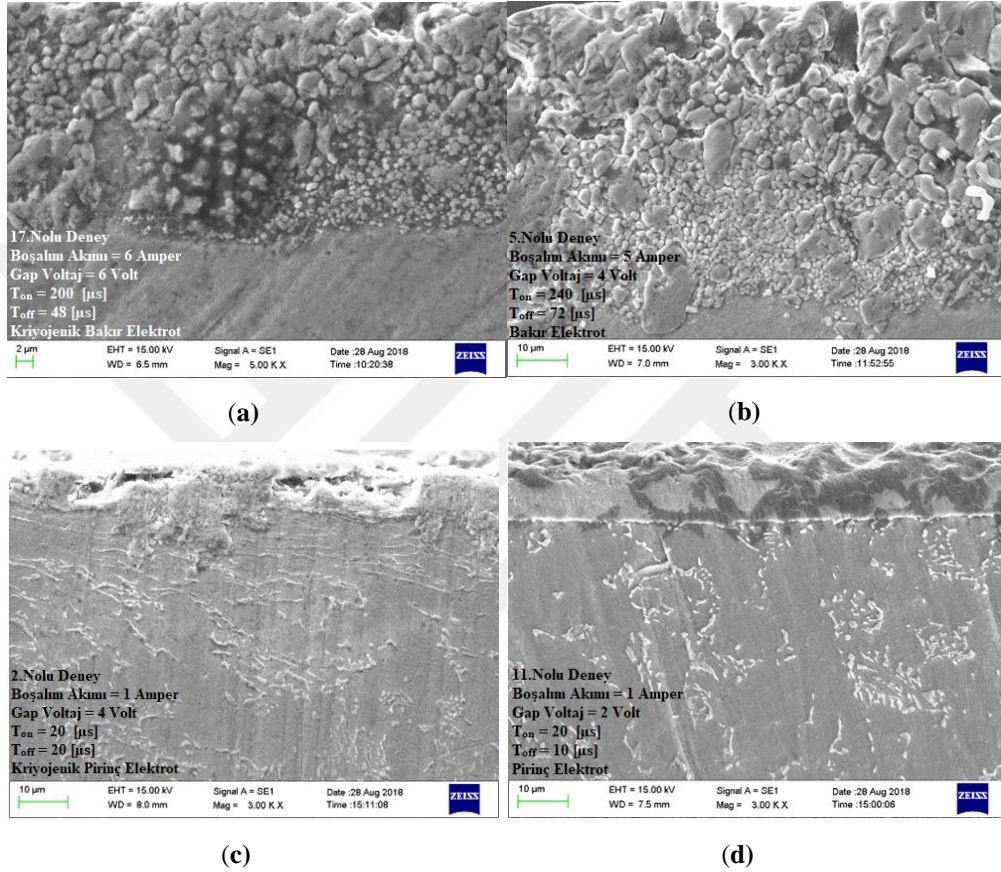 17.Nolu Deney
Boşalım Akımı = 6 Amper
Gap Voltaj = 6 Volt
Ton = 200 [µs]
Toff = 48 [µs]
Kriyojenik Bakır Elektrot
2 µm EHT = 15.00 kV Signal A = SE1 Date :28 Aug 2018 ZEISS
WD = 6.5 mm Mag = 5.00 K X Time :10:20:38
(a)
5.Nolu Deney
Boşalım Akımı = 5 Amper
Gap Voltaj = 4 Volt
Ton = 240 [µs]
Toff = 72 [µs]
Bakır Elektrot
10 µm EHT = 15.00 kV Signal A = SE1 Date :28 Aug 2018 ZEISS
WD = 7.0 mm Mag = 3.00 K X Time :11:52:55
(b)
2.Nolu Deney
Boşalım Akımı = 1 Amper
Gap Voltaj = 4 Volt
Ton = 20 [µs]
Toff = 20 [µs]
Kriyojenik Pirinç Elektrot
10 µm EHT = 15.00 kV Signal A = SE1 Date :28 Aug 2018 ZEISS
WD = 8.0 mm Mag = 3.00 K X Time :15:11:08
(c)
11.Nolu Deney
Boşalım Akımı = 1 Amper
Gap Voltaj = 2 Volt
Ton = 20 [µs]
Toff = 10 [µs]
Pirinç Elektrot
10 µm EHT = 15.00 kV Signal A = SE1 Date :28 Aug 2018 ZEISS
WD = 7.5 mm Mag = 3.00 K X Time :15:00:06
(d)